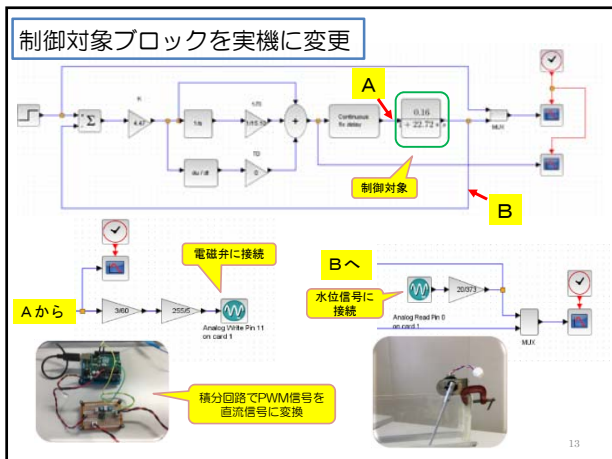 制御対象ブロックを実機に変更
K
4.47
Σ
1/s
1/15.10
du / dt
TD
0
+
Continuous
fix delay
A
0.16
1 + 22.72 * s
MUX
制御対象
B
電磁弁に接続
Aから
3/60
255/5
Analog Write Pin 11
on card 1
Bへ
水位信号に
接続
20/373
Analog Read Pin 0
on card 1
MUX
積分回路でPWM信号を
直流信号に変換
13